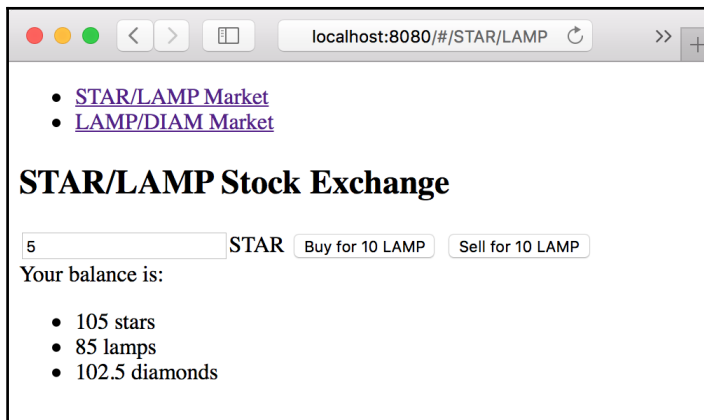 localhost:8080/#/STAR/LAMP
STAR/LAMP Market
LAMP/DIAM Market
STAR/LAMP Stock Exchange
5 STAR Buy for 10 LAMP Sell for 10 LAMP
Your balance is:
105 stars
85 lamps
102.5 diamonds